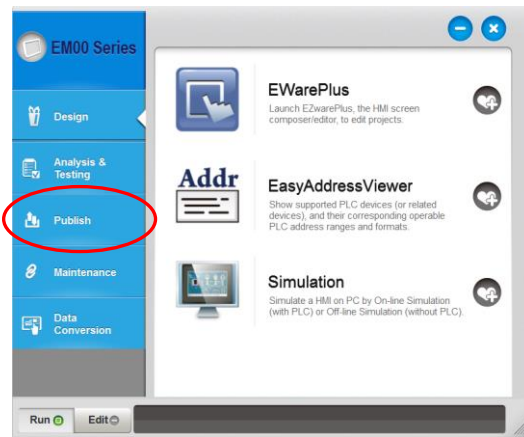 EM00 Series
Design
Analysis &
Testing
Publish
Maintenance
Data
Conversion
EWarePlus
Launch EZwarePlus, the HMI screen
composer/editor, to edit projects.
Addr
EasyAddressViewer
Show supported PLC devices (or related
devices), and their corresponding operable
PLC address ranges and formats.
Simulation
Simulate a HMI on PC by On-line Simulation
(with PLC) or Off-line Simulation (without PLC).
Run
Edit